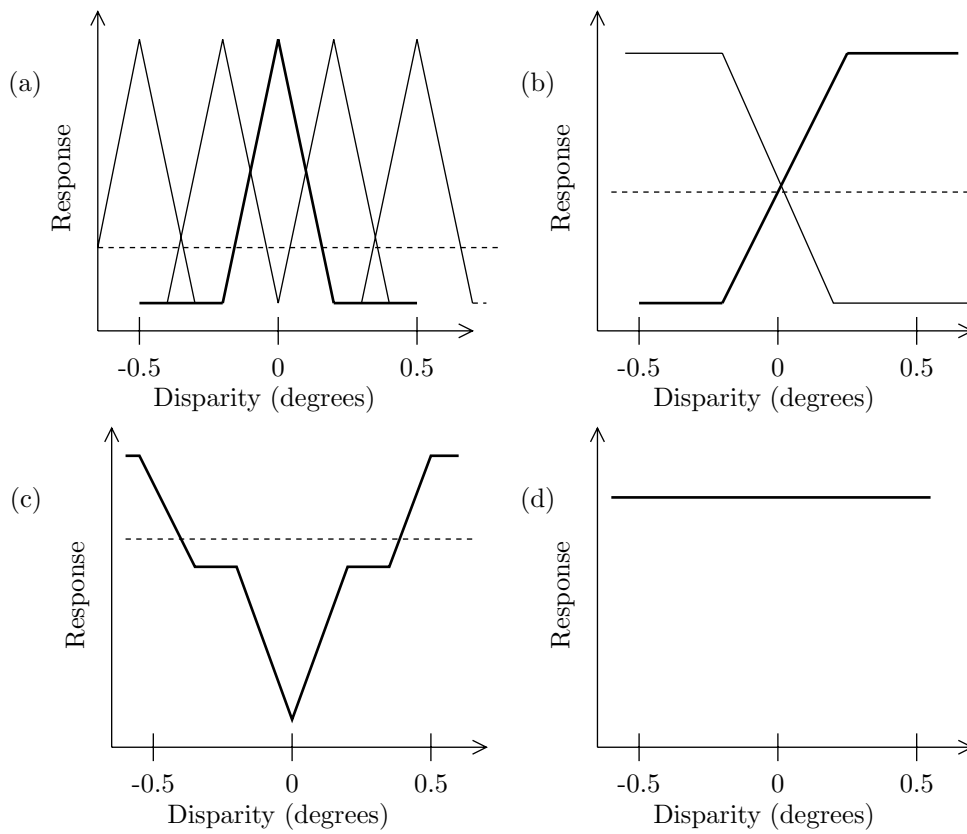 (a)
Response
-0.5 0 0.5
Disparity (degrees)
(b)
Response
-0.5 0 0.5
Disparity (degrees)
(c)
Response
-0.5 0 0.5
Disparity (degrees)
(d)
Response
-0.5 0 0.5
Disparity (degrees)